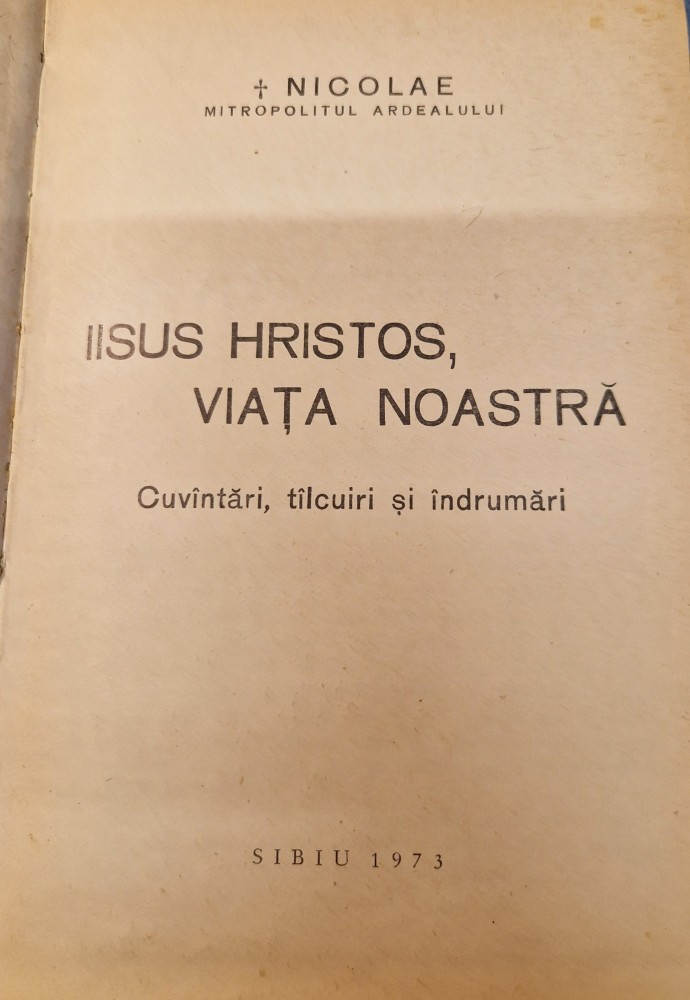 † NICOLAE
MITROPOLITUL ARDEALULUI
IISUS HRISTOS,
VIAȚA NOASTRĂ
Cuvîntări, tîlcuiri și îndrumări
SIBIU 1973